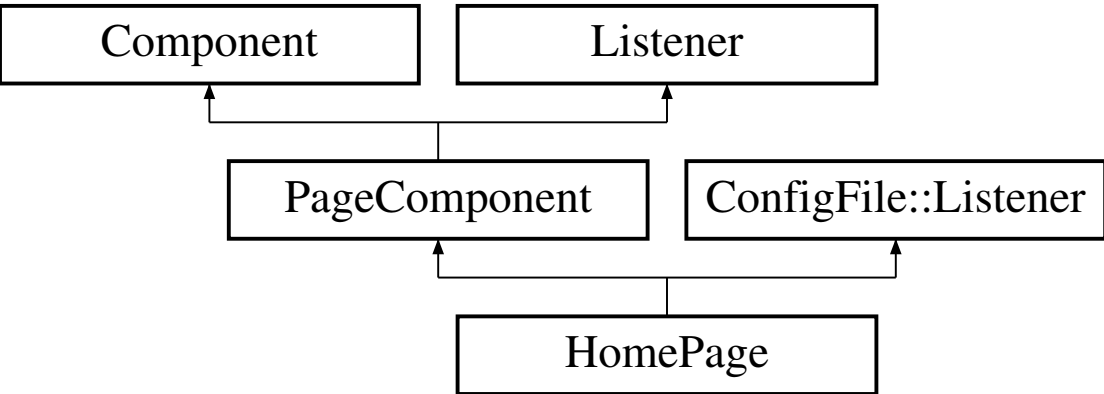 Component
Listener
PageComponent
ConfigFile::Listener
HomePage